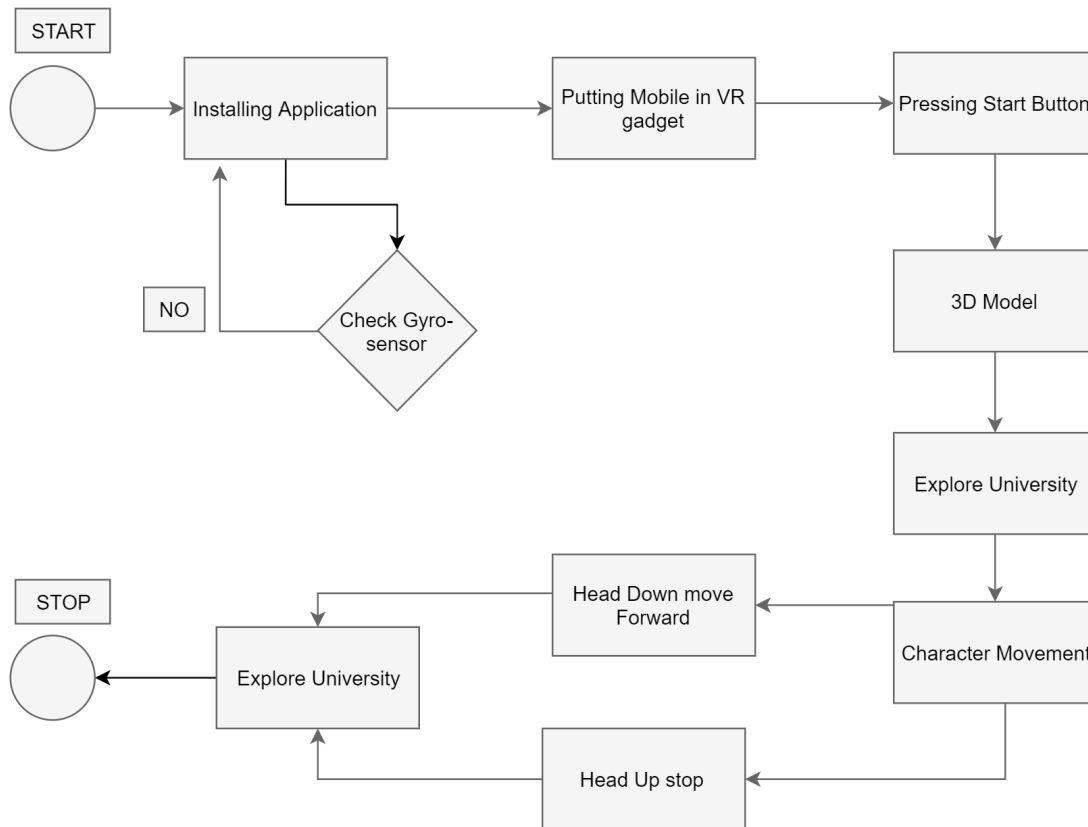 START
Installing Application
Putting Mobile in VR
gadget
Pressing Start Button
NO
Check Gyro-
sensor
3D Model
Explore University
STOP
Head Down move
Forward
Character Movement
Explore University
Head Up stop